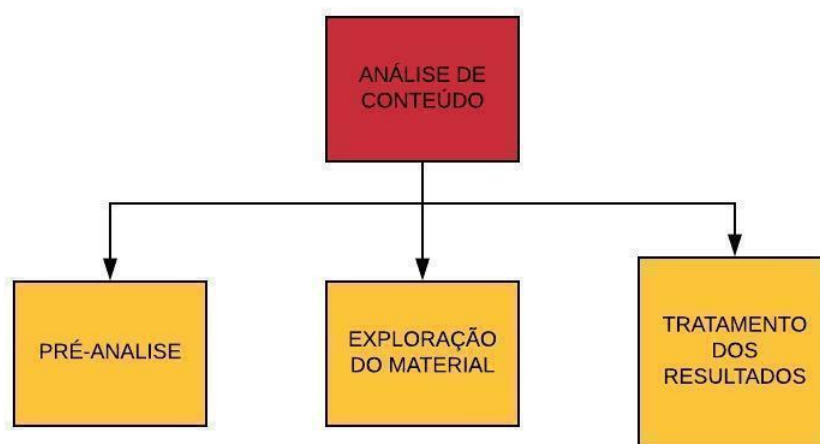 ANÁLISE DE
CONTEÚDO
PRÉ-ANALISE
EXPLORAÇÃO
DO MATERIAL
TRATAMENTO
DOS
RESULTADOS